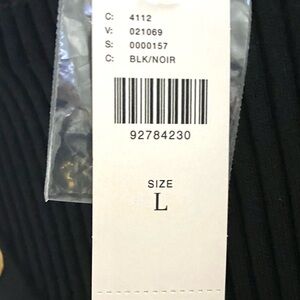 C: 4112
V: 021069
S: 0000157
C: BLK/NOIR
92784230
SIZE
L